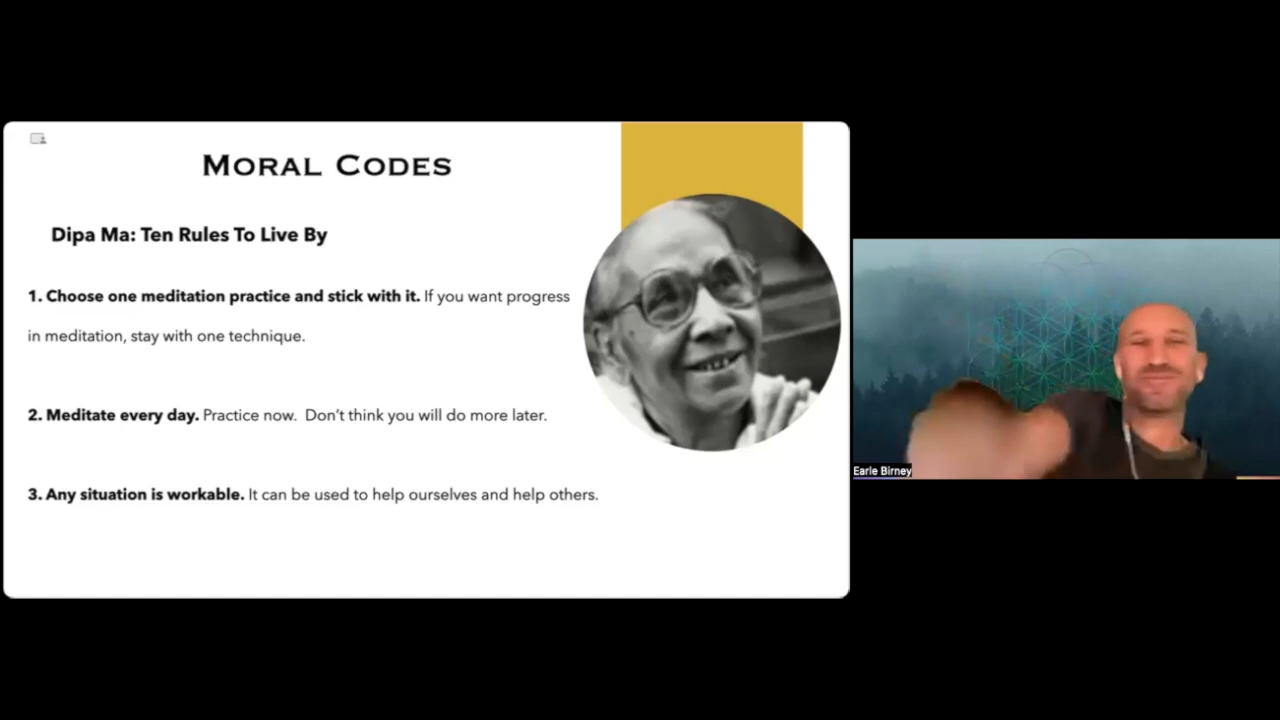 MORAL CODES
Dipa Ma: Ten Rules To Live By
1. Choose one meditation practice and stick with it. If you want progress
in meditation, stay with one technique.
2. Meditate every day. Practice now.  Don't think you will do more later.
3. Any situation is workable. It can be used to help ourselves and help others.
Earle Birney